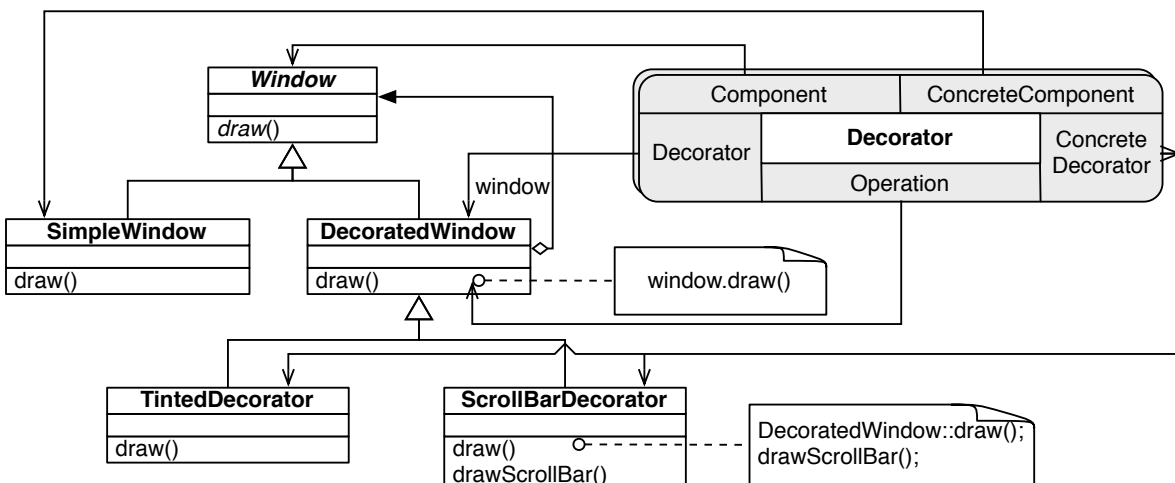 Window
draw()
Component
ConcreteComponent
Decorator
Decorator
Concrete
Decorator
Operation
window
SimpleWindow
draw()
DecoratedWindow
draw()
window.draw()
TintedDecorator
draw()
ScrollBarDecorator
draw()
drawScrollBar()
DecoratedWindow::draw();
drawScrollBar();